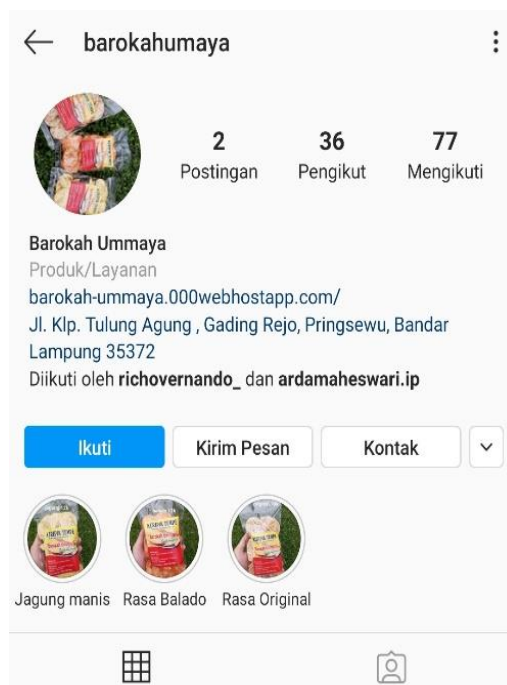 barokahumaya
2 36 77
Postingan Pengikut Mengikuti
Barokah Ummaya
Produk/Layanan
barokah-ummaya.000webhostapp.com/
Jl. Klp. Tulung Agung , Gading Rejo, Pringsewu, Bandar
Lampung 35372
Diikuti oleh richovernando_ dan ardamaheswari.ip
Ikuti Kirim Pesan Kontak
Jagung manis Rasa Balado Rasa Original